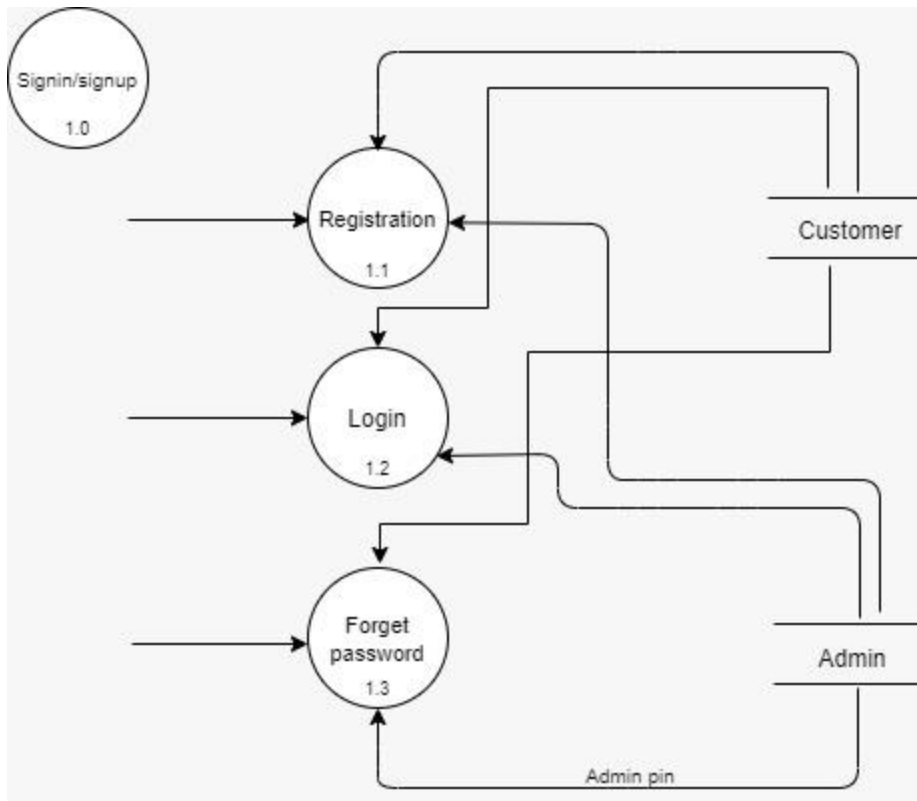 Signin/signup
1.0
Registration
1.1
Customer
Login
1.2
Forget
password
1.3
Admin
Admin pin